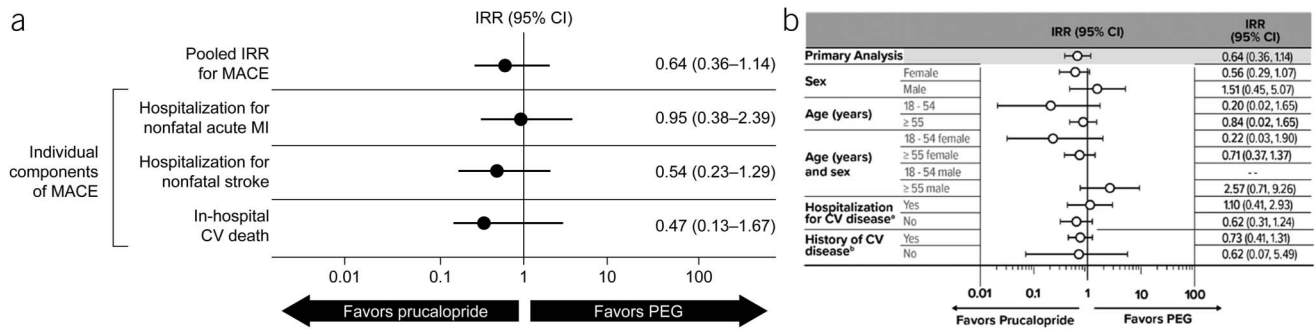 a
IRR (95% CI)
Pooled IRR
for MACE
0.64 (0.36–1.14)
Individual
components
of MACE
Hospitalization for
nonfatal acute MI
0.95 (0.38–2.39)
Hospitalization for
nonfatal stroke
0.54 (0.23–1.29)
In-hospital
CV death
0.47 (0.13–1.67)
0.01 0.1 1 10 100
Favors prucalopride Favors PEG
b
IRR (95% CI) IRR
(95% CI)
Primary Analysis 0.64 (0.36, 1.14)
Sex
Female 0.56 (0.29, 1.07)
Male 1.51 (0.45, 5.07)
Age (years)
18 - 54 0.20 (0.02, 1.65)
≥ 55 0.84 (0.02, 1.65)
Age (years)
and sex
18 - 54 female 0.22 (0.03, 1.90)
≥ 55 female 0.71 (0.37, 1.37)
18 - 54 male - -
≥ 55 male 2.57 (0.71, 9.26)
Hospitalization
for CV diseaseᵃ
Yes 1.10 (0.41, 2.93)
No 0.62 (0.31, 1.24)
History of CV
diseaseᵇ
Yes 0.73 (0.41, 1.31)
No 0.62 (0.07, 5.49)
0.01 0.1 1 10 100
Favors Prucalopride Favors PEG